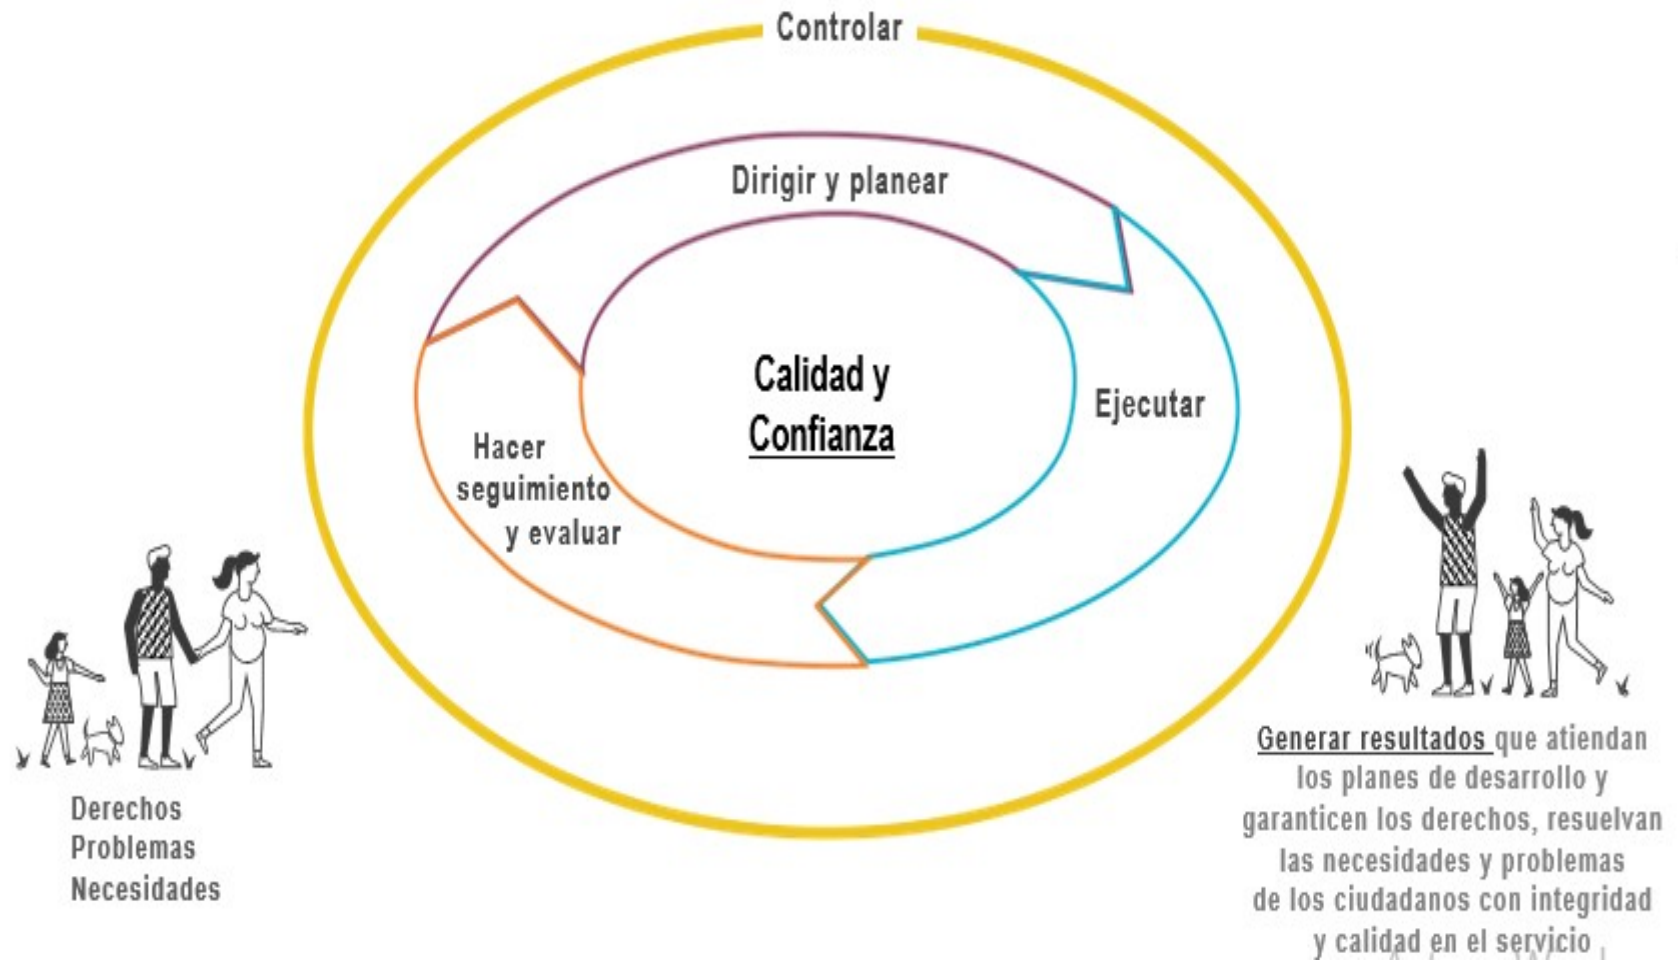 Controlar
Dirigir y planear
Calidad y
Confianza
Ejecutar
Hacer
seguimiento
y evaluar
Derechos
Problemas
Necesidades
Generar resultados que atiendan
los planes de desarrollo y
garanticen los derechos, resuelvan
las necesidades y problemas
de los ciudadanos con integridad
y calidad en el servicio